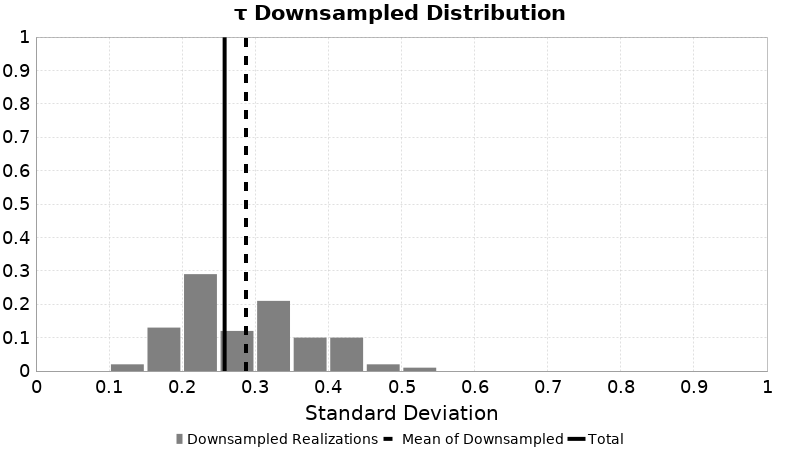 τ Downsampled Distribution
1
0.9
0.8
0.7
0.6
0.5
0.4
0.3
0.2
0.1
0
0 0.1 0.2 0.3 0.4 0.5 0.6 0.7 0.8 0.9 1
Standard Deviation
Downsampled Realizations Mean of Downsampled Total